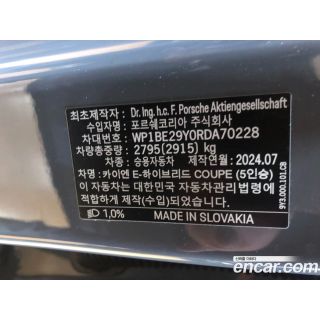 최초제작자 : Dr. Ing. h.c. F. Porsche Aktiengesellschaft
수입자명 : 포르쉐코리아 주식회사
차대번호 : WP1BE29Y0RDA70228
차량총중량 : 2795(2915) kg
차종 : 승용자동차 제작연월 : 2024.07
차명 : 카이엔 E-하이브리드 COUPE (5인승)
이 자동차는 대한민국 자동차관리법령에
맞게 제작(수입)되었습니다.
1,0% MADE IN SLOVAKIA
9Y3.000.101.CB
encar.com